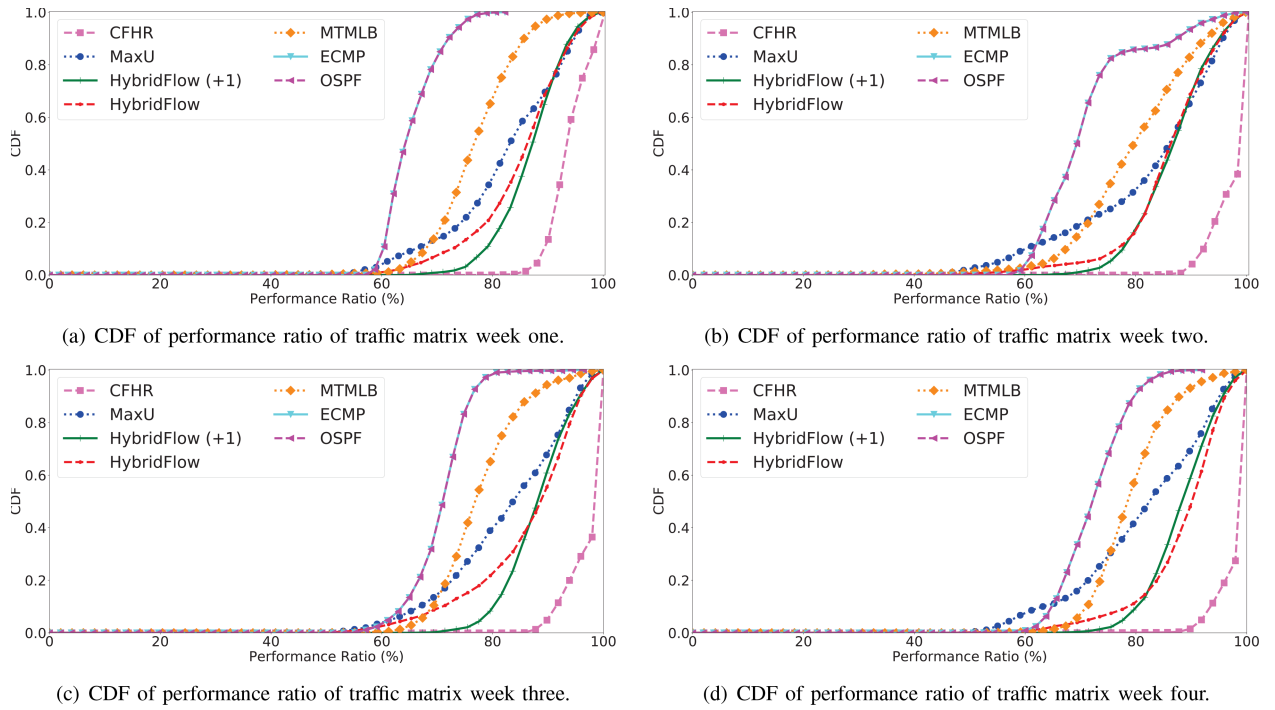 1.0
0.8
0.6
0.4
0.2
0.0
CDF
CFHR
MaxU
HybridFlow (+1)
HybridFlow
MTMLB
ECMP
OSPF
0 20 40 60 80 100
Performance Ratio (%)
(a) CDF of performance ratio of traffic matrix week one.
1.0
0.8
0.6
0.4
0.2
0.0
CDF
CFHR
MaxU
HybridFlow (+1)
HybridFlow
MTMLB
ECMP
OSPF
0 20 40 60 80 100
Performance Ratio (%)
(b) CDF of performance ratio of traffic matrix week two.
1.0
0.8
0.6
0.4
0.2
0.0
CDF
CFHR
MaxU
HybridFlow (+1)
HybridFlow
MTMLB
ECMP
OSPF
0 20 40 60 80 100
Performance Ratio (%)
(c) CDF of performance ratio of traffic matrix week three.
1.0
0.8
0.6
0.4
0.2
0.0
CDF
CFHR
MaxU
HybridFlow (+1)
HybridFlow
MTMLB
ECMP
OSPF
0 20 40 60 80 100
Performance Ratio (%)
(d) CDF of performance ratio of traffic matrix week four.